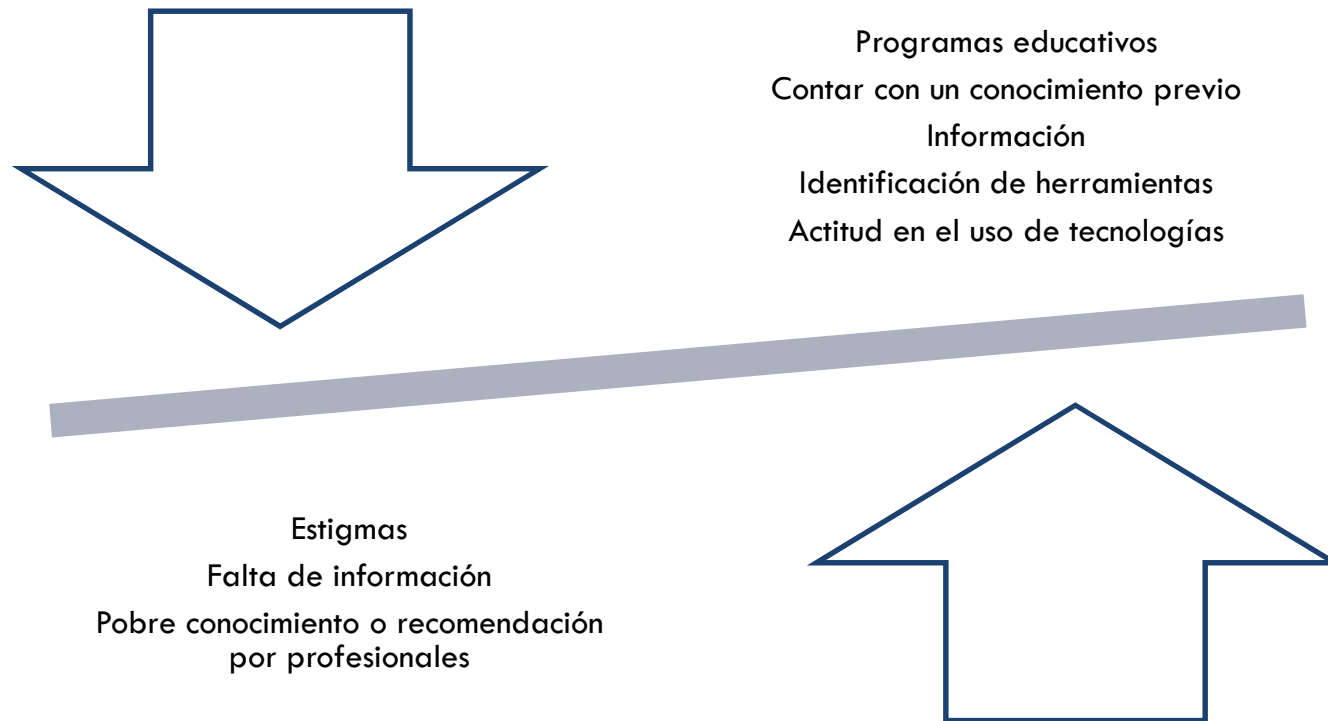 Programas educativos
Contar con un conocimiento previo
Información
Identificación de herramientas
Actitud en el uso de tecnologías
Estigmas
Falta de información
Pobre conocimiento o recomendación
por profesionales